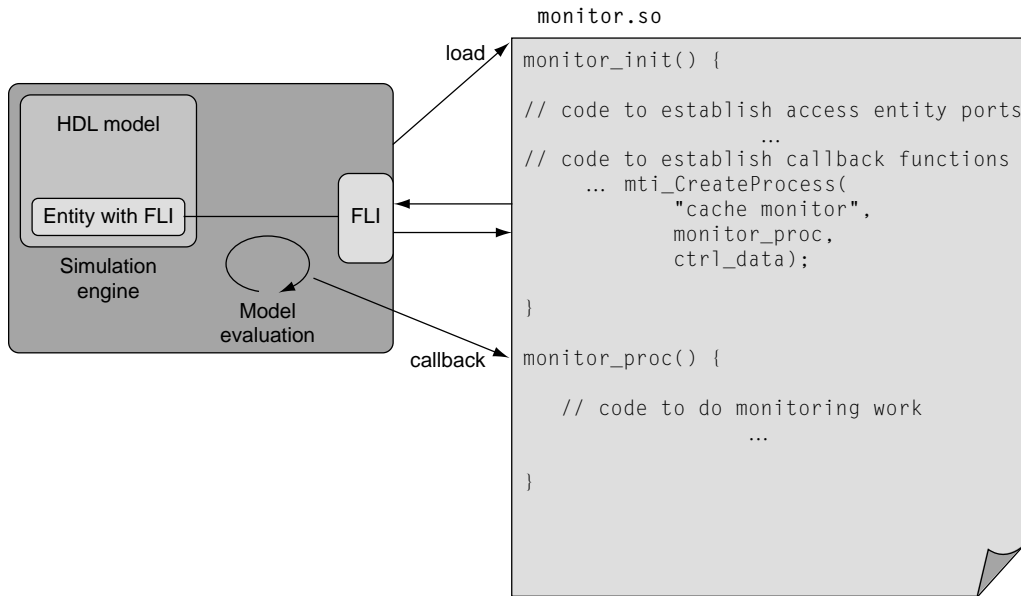 monitor.so
load
monitor_init() {
HDL model
// code to establish access entity ports
...
// code to establish callback functions
... mti_CreateProcess(
"cache monitor",
monitor_proc,
ctrl_data);
}
Entity with FLI
FLI
Simulation
engine
Model
evaluation
callback
monitor_proc() {
// code to do monitoring work
...
}